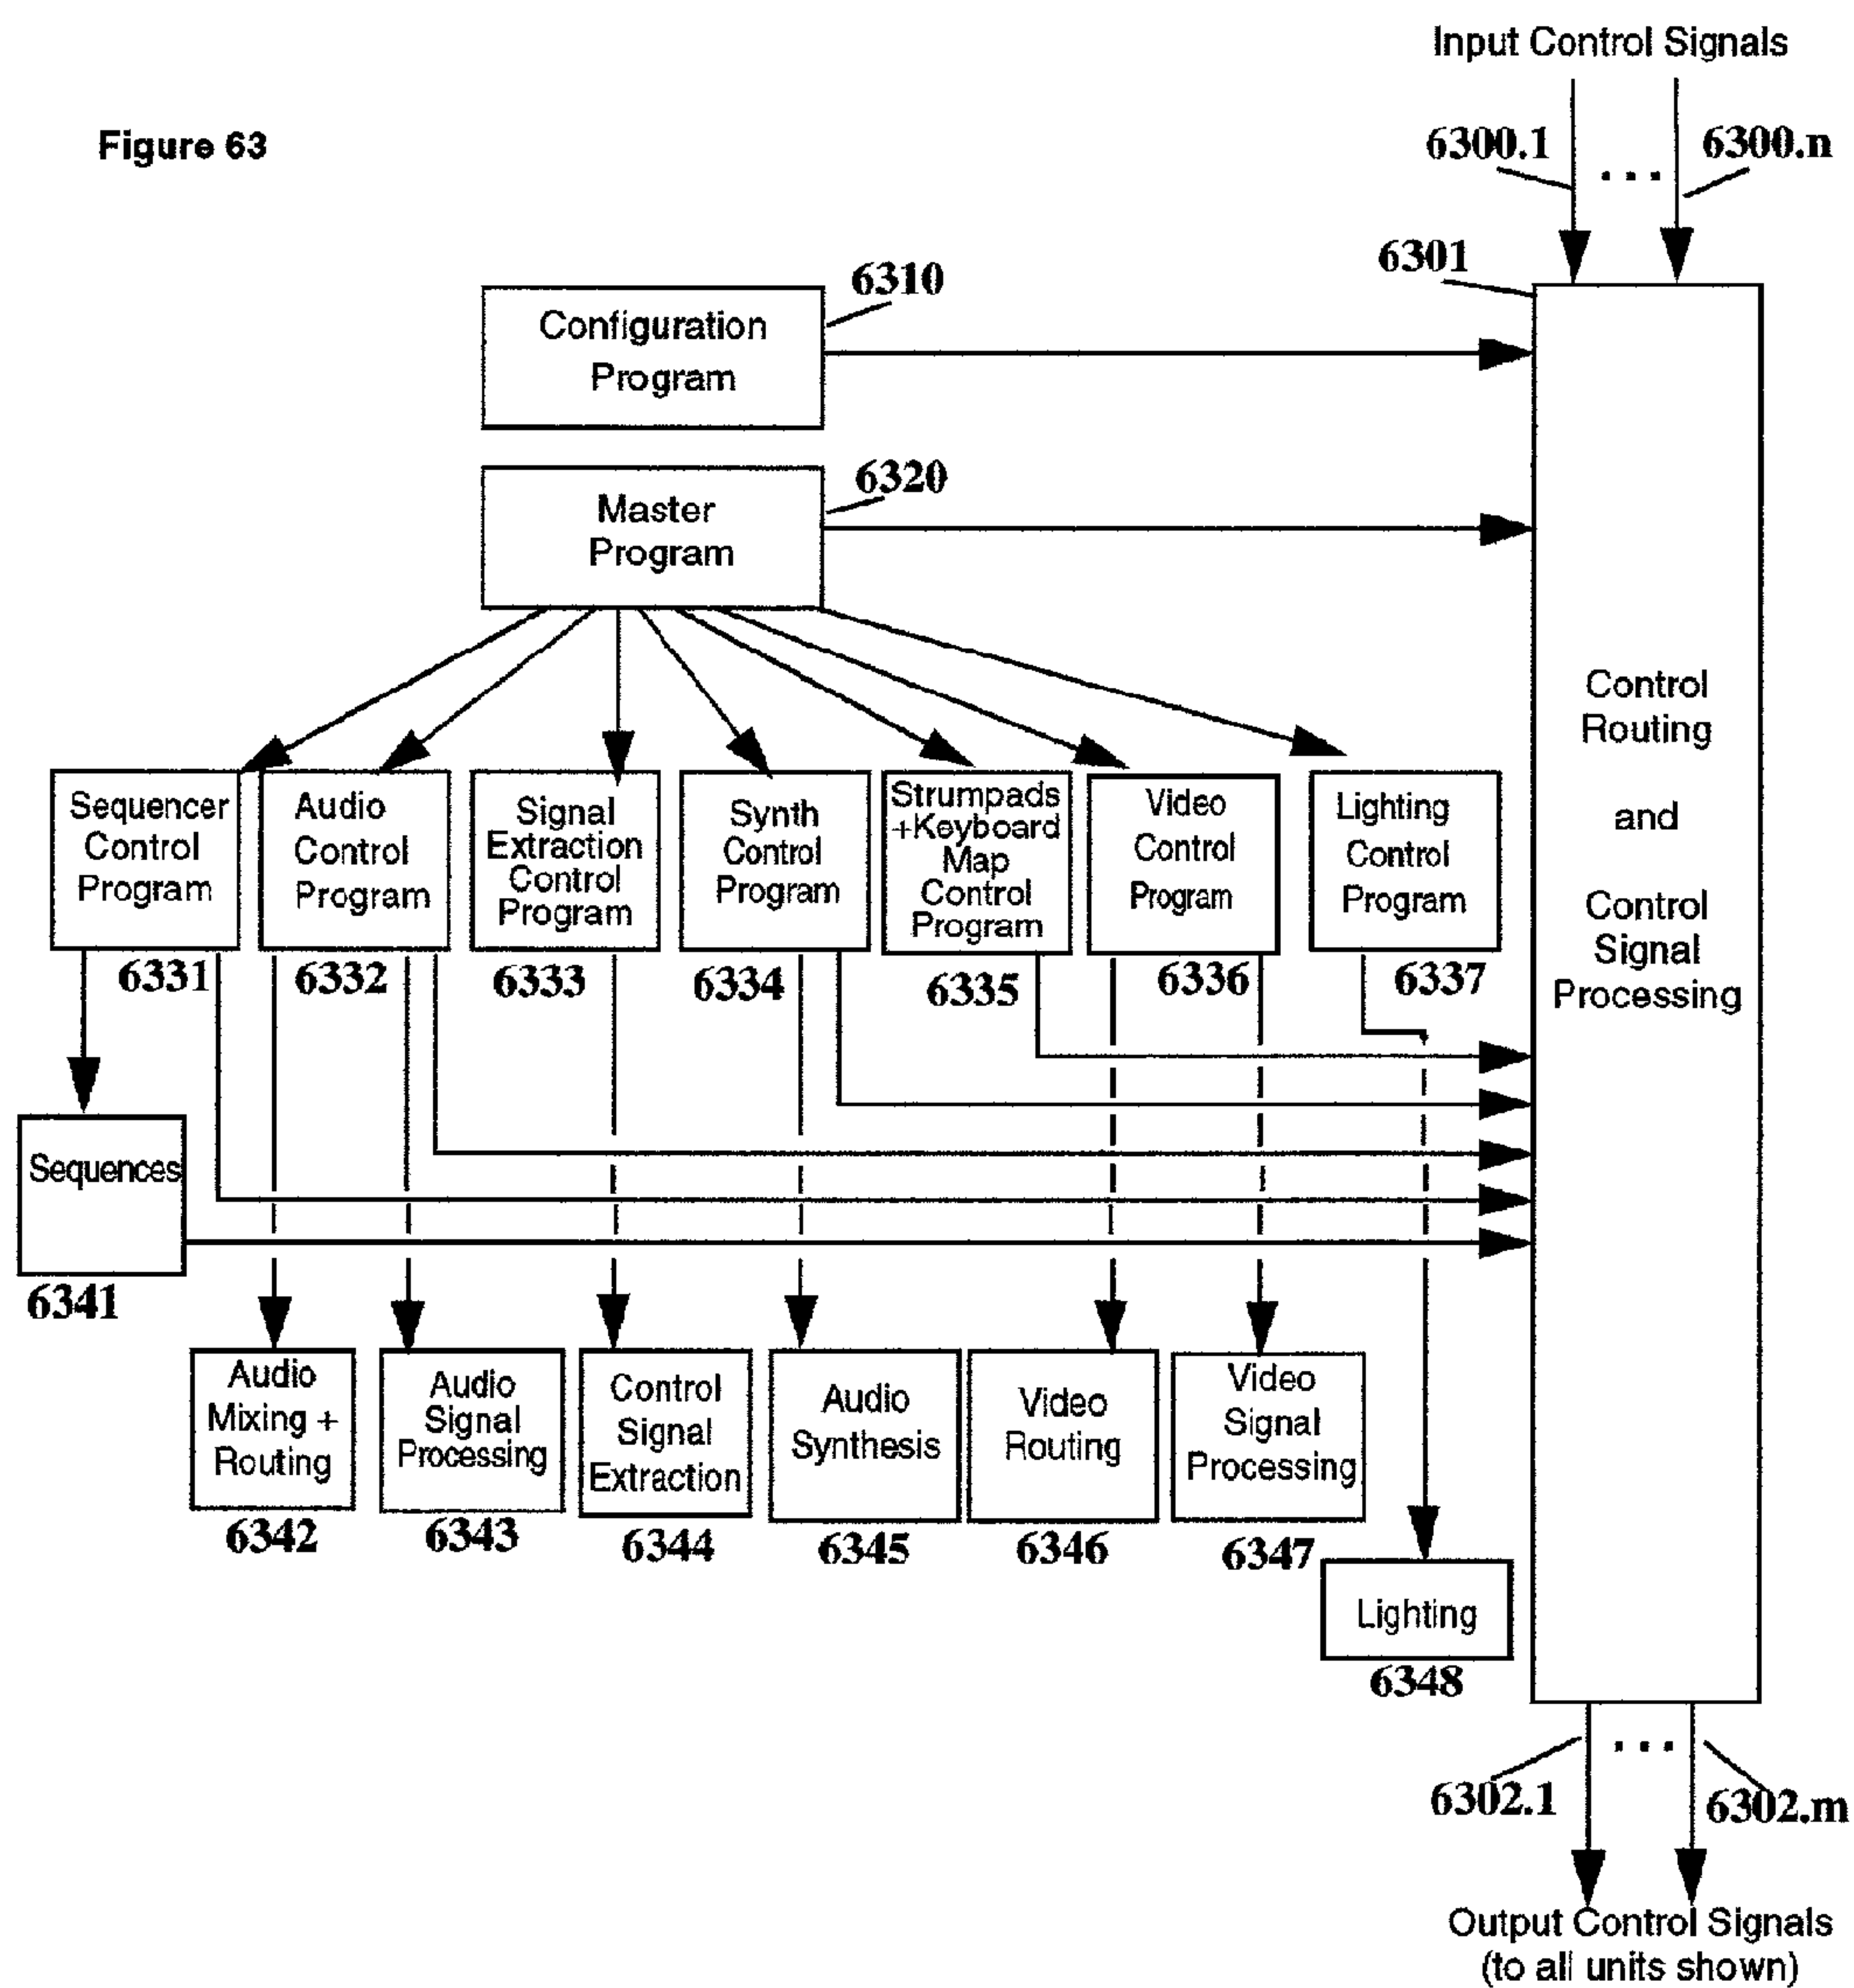 Input Control Signals
Figure 63
6300.1
...
6300.n
6301
6310
Configuration
Program
6320
Master
Program
Control
Routing
and
Control
Signal
Processing
Sequencer
Control
Program
Audio
Control
Program
Signal
Extraction
Control
Program
Synth
Control
Program
Strumpads
+Keyboard
Map
Control
Program
Video
Control
Program
Lighting
Control
Program
6331
6332
6333
6334
6335
6336
6337
Sequences
6341
Audio
Mixing +
Routing
Audio
Signal
Processing
Control
Signal
Extraction
Audio
Synthesis
Video
Routing
Video
Signal
Processing
6342
6343
6344
6345
6346
6347
Lighting
6348
6302.1
...
6302.m
Output Control Signals
(to all units shown)